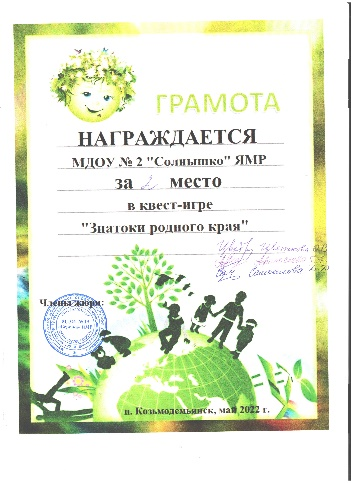 ГРАМОТА
НАГРАЖДАЕТСЯ
МДОУ № 2 "Солнышко" ЯМР
за 2 место
в квест-игре
"Знатоки родного края"
Члены жюри:
п. Козьмодемьянск, май 2022 г.